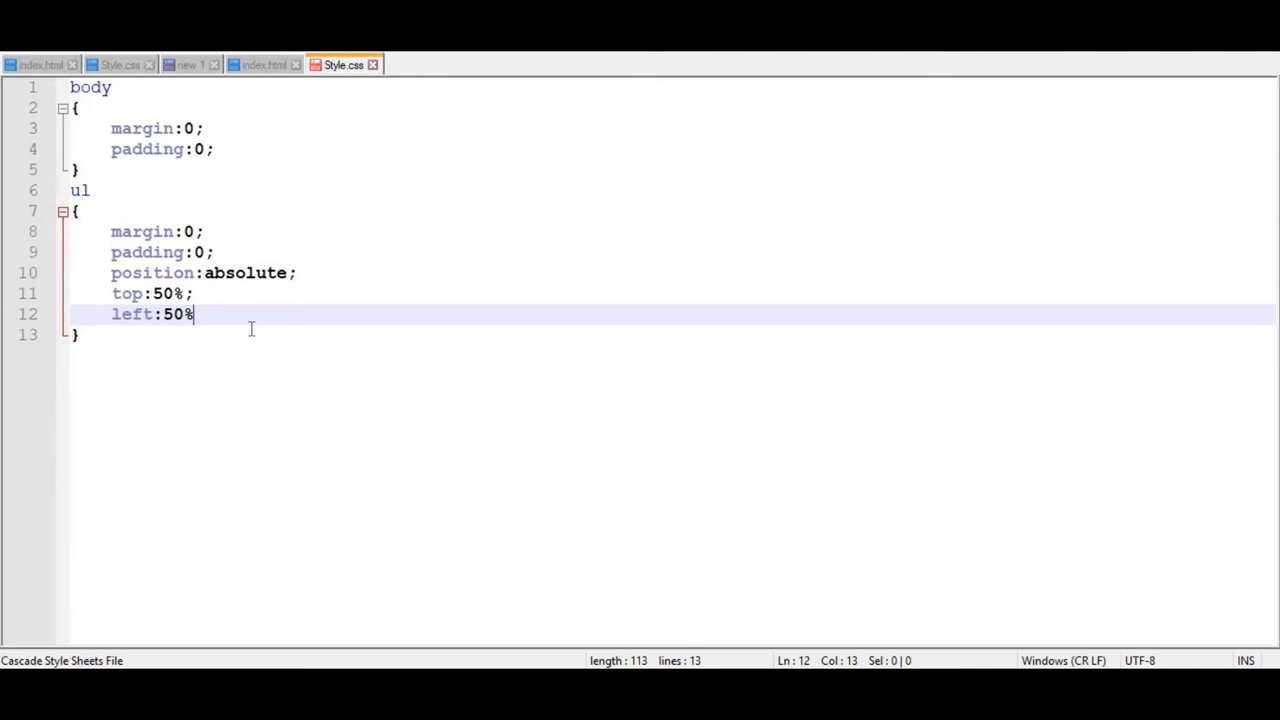 index.html Style.css new 1 index.html Style.css
1 body
2 {
3 margin:0;
4 padding:0;
5 }
6 ul
7 {
8 margin:0;
9 padding:0;
10 position:absolute;
11 top:50%;
12 left:50%
13 }
Cascade Style Sheets File length : 113 lines : 13 Ln : 12 Col : 13 Sel : 0 | 0 Windows (CR LF) UTF-8 INS